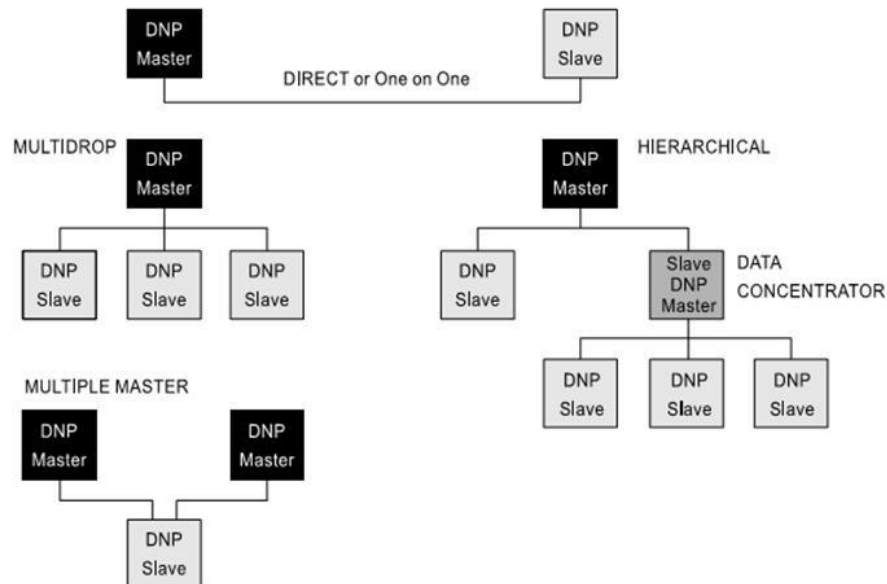 DNP
Master
DNP
Slave
DIRECT or One on One
MULTIDROP
DNP
Master
DNP
Slave
DNP
Slave
DNP
Slave
HIERARCHICAL
DNP
Master
DNP
Slave
Slave
DNP
Master
DATA
CONCENTRATOR
DNP
Slave
DNP
Slave
DNP
Slave
MULTIPLE MASTER
DNP
Master
DNP
Master
DNP
Slave